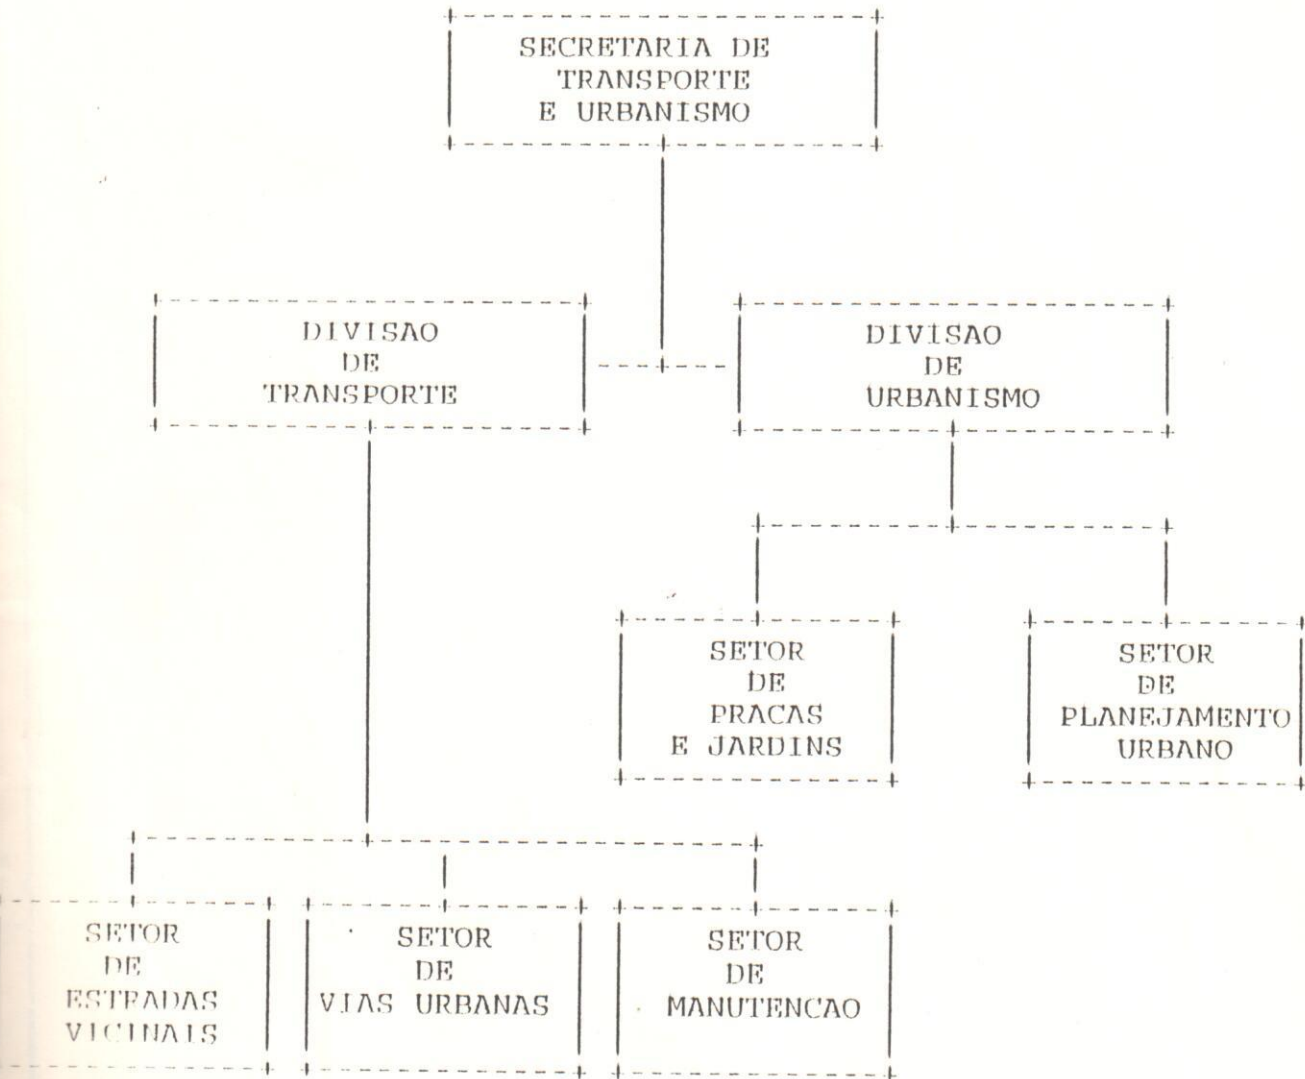 SECRETARIA DE
TRANSPORTE
E URBANISMO
DIVISAO
DE
TRANSPORTE
DIVISAO
DE
URBANISMO
SETOR
DE
PRACAS
E JARDINS
SETOR
DE
PLANEJAMENTO
URBANO
SETOR
DE
ESTRADAS
VICINAIS
SETOR
DE
VIAS URBANAS
SETOR
DE
MANUTENCAO